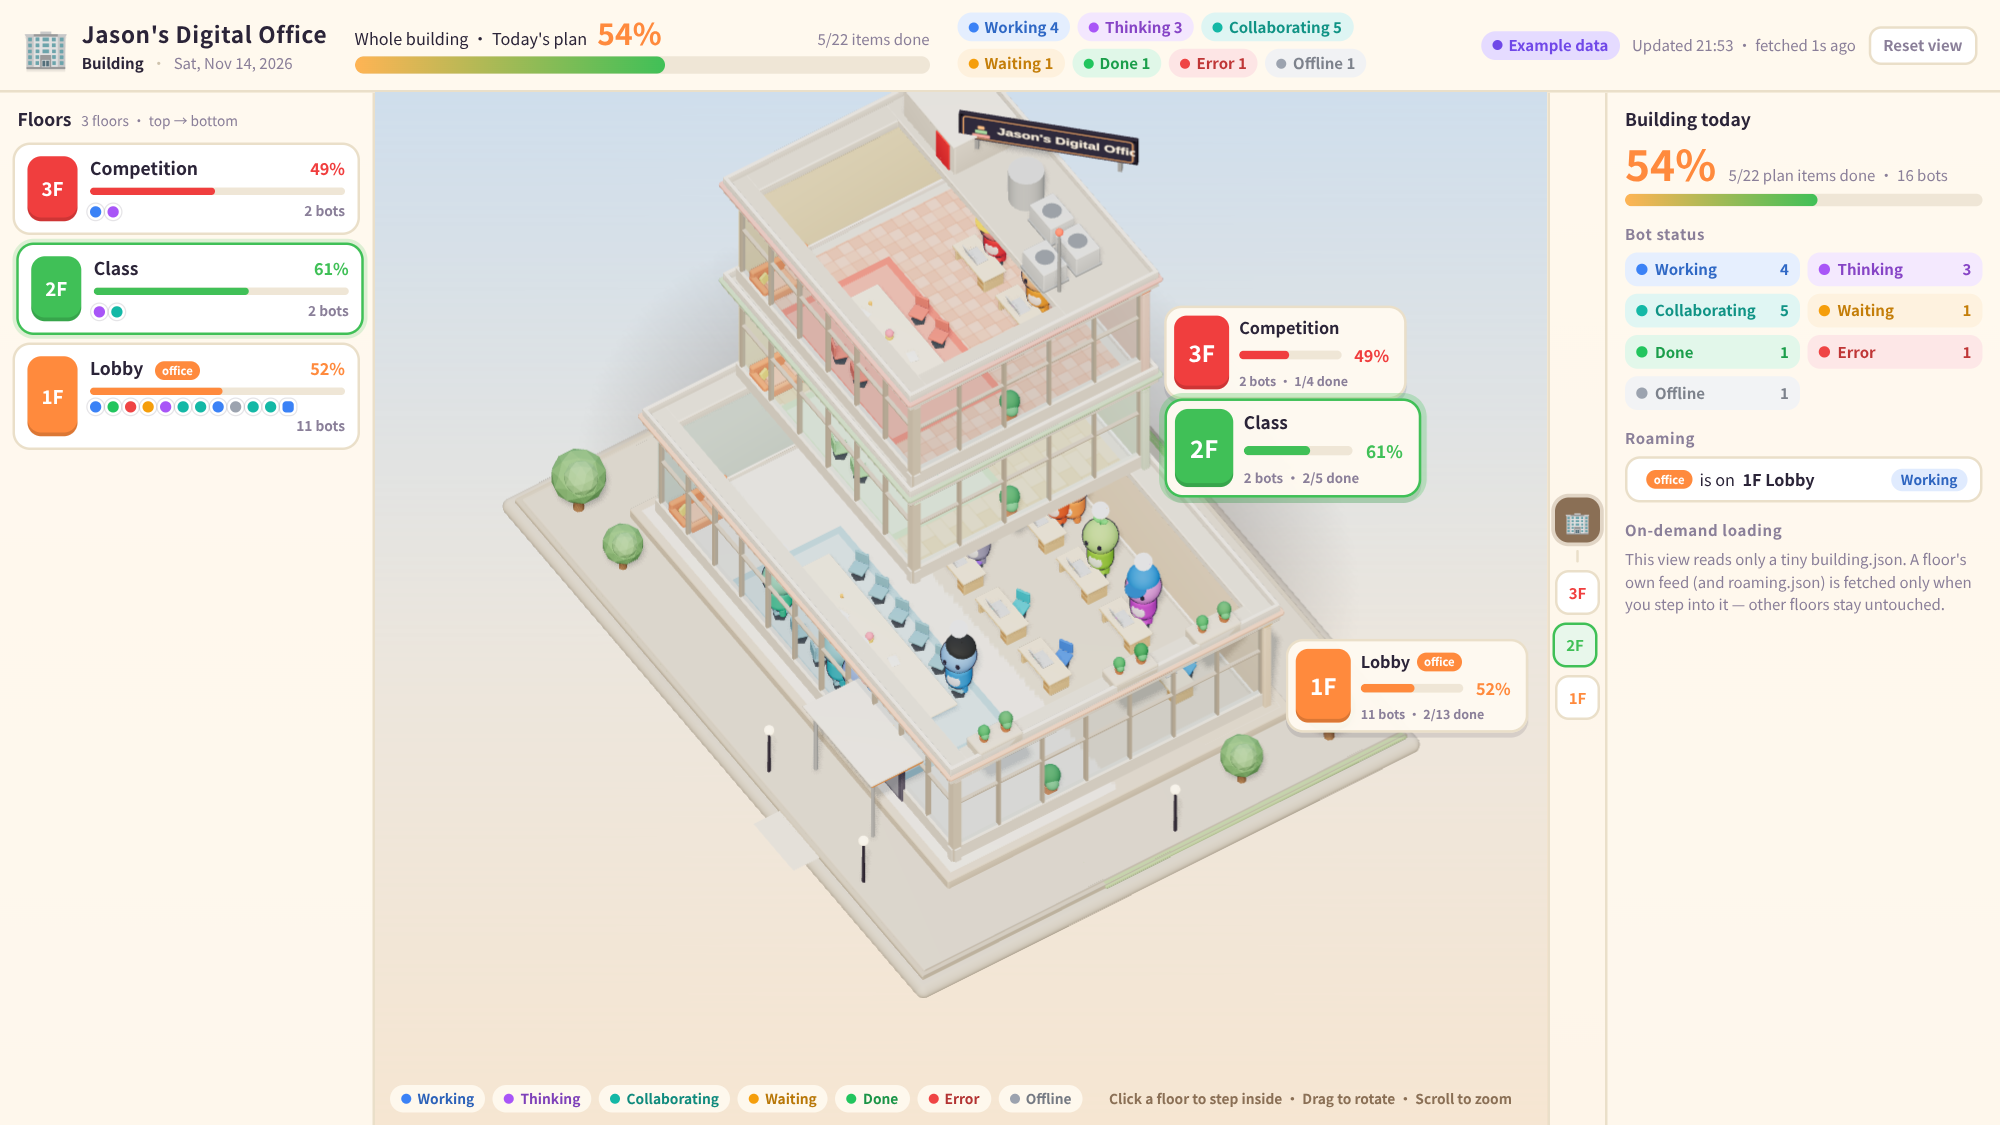 Jason's Digital Office
Building · Sat, Nov 14, 2026
Whole building · Today's plan 54%
5/22 items done
Working 4
Thinking 3
Collaborating 5
Waiting 1
Done 1
Error 1
Offline 1
Example data
Updated 21:53 · fetched 1s ago
Reset view
Floors 3 floors · top → bottom
3F
Competition 49%
2 bots
2F
Class 61%
2 bots
1F
Lobby office 52%
11 bots
Jason's Digital Offic
3F
Competition
49%
2 bots · 1/4 done
2F
Class
61%
2 bots · 2/5 done
1F
Lobby office
52%
11 bots · 2/13 done
Working
Thinking
Collaborating
Waiting
Done
Error
Offline
Click a floor to step inside · Drag to rotate · Scroll to zoom
3F
2F
1F
Building today
54% 5/22 plan items done · 16 bots
Bot status
Working 4
Thinking 3
Collaborating 5
Waiting 1
Done 1
Error 1
Offline 1
Roaming
office is on 1F Lobby Working
On-demand loading
This view reads only a tiny building.json. A floor's
own feed (and roaming.json) is fetched only when
you step into it — other floors stay untouched.